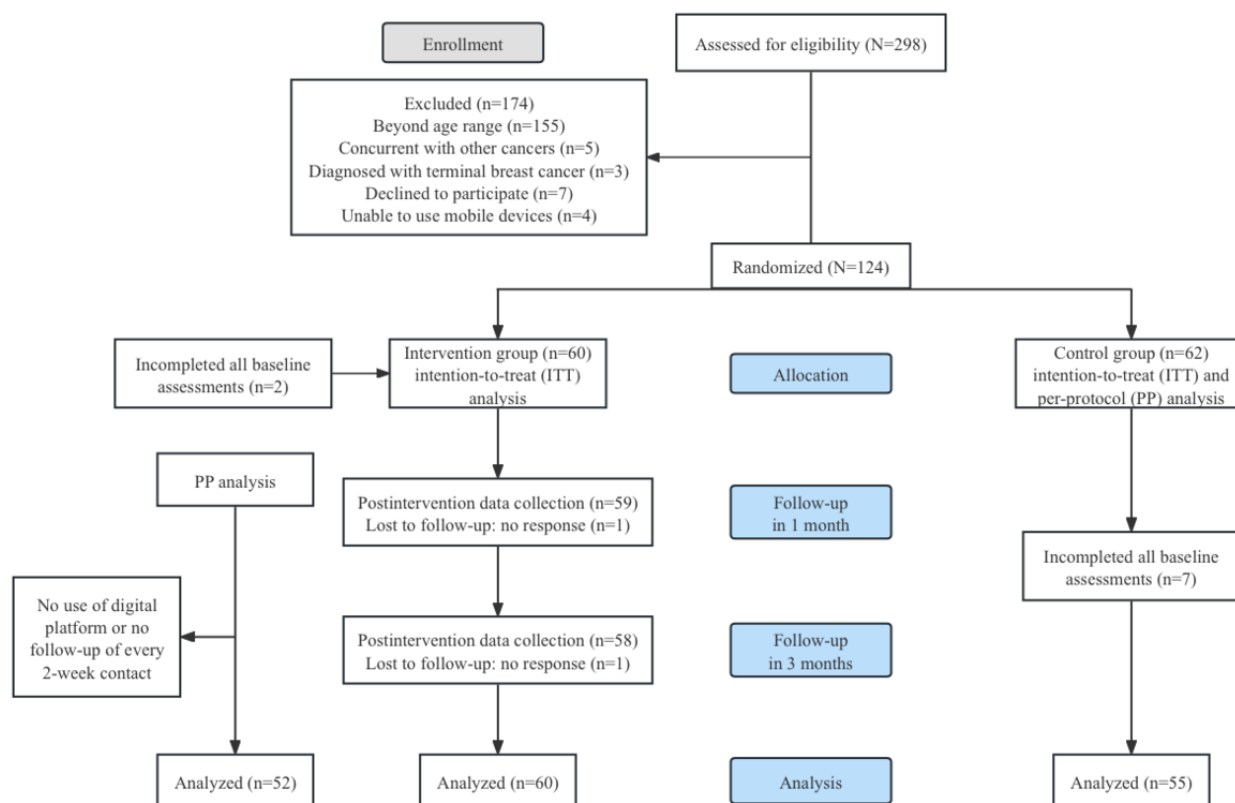 Enrollment
Assessed for eligibility (N=298)
Excluded (n=174)
Beyond age range (n=155)
Concurrent with other cancers (n=5)
Diagnosed with terminal breast cancer (n=3)
Declined to participate (n=7)
Unable to use mobile devices (n=4)
Randomized (N=124)
Incompleted all baseline
assessments (n=2)
Intervention group (n=60)
intention-to-treat (ITT)
analysis
Allocation
Control group (n=62)
intention-to-treat (ITT) and
per-protocol (PP) analysis
PP analysis
Postintervention data collection (n=59)
Lost to follow-up: no response (n=1)
Follow-up
in 1 month
Incompleted all baseline
assessments (n=7)
No use of digital
platform or no
follow-up of every
2-week contact
Postintervention data collection (n=58)
Lost to follow-up: no response (n=1)
Follow-up
in 3 months
Analyzed (n=52)
Analyzed (n=60)
Analysis
Analyzed (n=55)